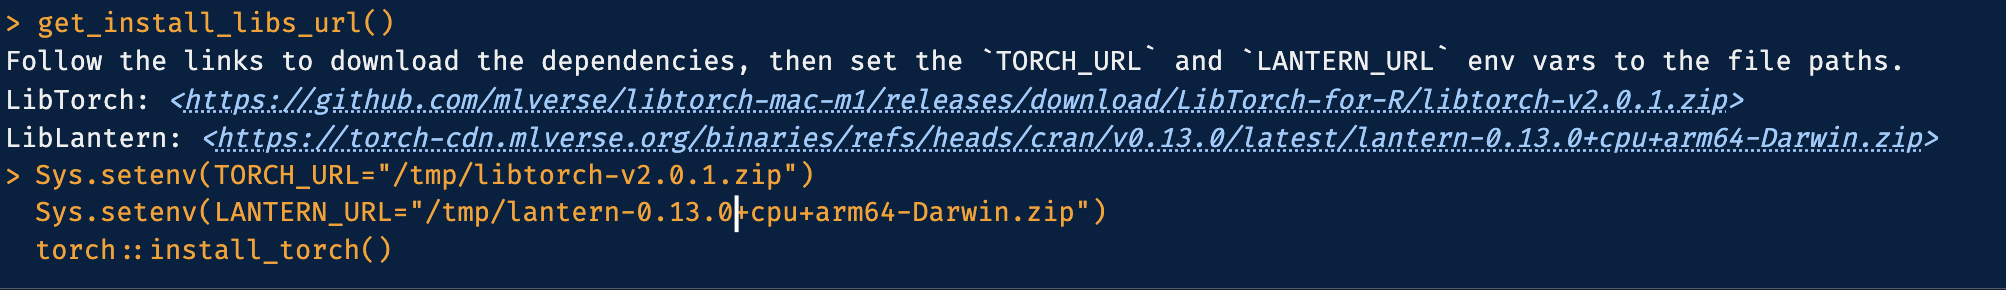 > get_install_libs_url()
Follow the links to download the dependencies, then set the `TORCH_URL` and `LANTERN_URL` env vars to the file paths.
LibTorch: <https://github.com/mlverse/libtorch-mac-m1/releases/download/LibTorch-for-R/libtorch-v2.0.1.zip>
LibLantern: <https://torch-cdn.mlverse.org/binaries/refs/heads/cran/v0.13.0/latest/lantern-0.13.0+cpu+arm64-Darwin.zip>
> Sys.setenv(TORCH_URL="/tmp/libtorch-v2.0.1.zip")
  Sys.setenv(LANTERN_URL="/tmp/lantern-0.13.0+cpu+arm64-Darwin.zip")
  torch::install_torch()